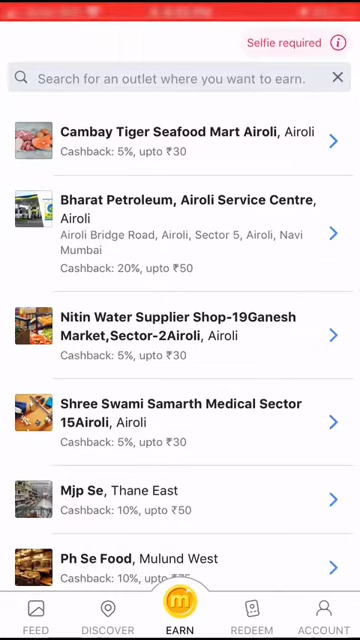 Selfie required
Search for an outlet where you want to earn.
Cambay Tiger Seafood Mart Airoli, Airoli
Cashback: 5%, upto ₹30
Bharat Petroleum, Airoli Service Centre,
Airoli
Airoli Bridge Road, Airoli, Sector 5, Airoli, Navi
Mumbai
Cashback: 20%, upto ₹50
Nitin Water Supplier Shop-19Ganesh
Market,Sector-2Airoli, Airoli
Cashback: 5%, upto ₹30
Shree Swami Samarth Medical Sector
15Airoli, Airoli
Cashback: 5%, upto ₹30
Mjp Se, Thane East
Cashback: 10%, upto ₹50
Ph Se Food, Mulund West
Cashback: 10%, upto
FEED
DISCOVER
EARN
REDEEM
ACCOUNT